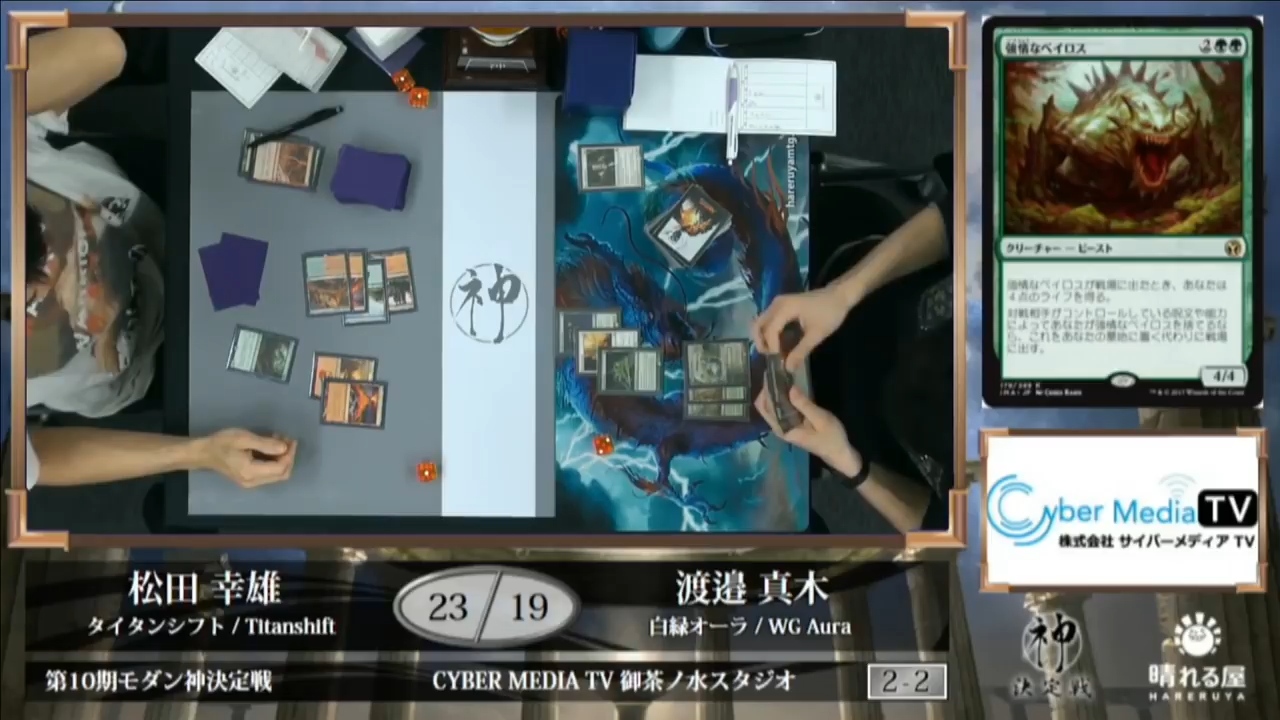 強情なベイロス
2
クリーチャー — ビースト
強情なベイロスが戦場に出たとき、あなたは
4点のライフを得る。
対戦相手がコントロールしている呪文や能力
によってあなたが強情なベイロスを捨てるな
ら、これをあなたの墓地に置く代わりに戦場
に出す。
4/4
hareruyamtg
神
Cyber Media TV
株式会社 サイバーメディア TV
松田 幸雄
23 / 19
渡邉 真木
タイタンシフト / Titanshift
白緑オーラ / WG Aura
第10期モダン神決定戦
CYBER MEDIA TV 御茶ノ水スタジオ
2-2
神
決定戦
晴れる屋
HARERUYA